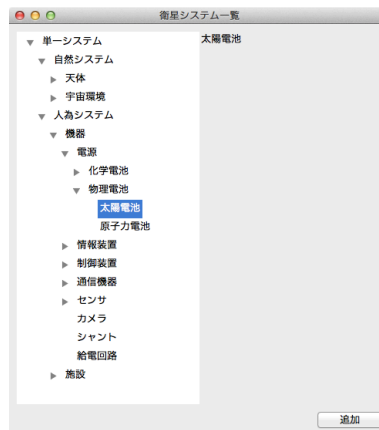 衛星システム一覧
単一システム
自然システム
天体
宇宙環境
人為システム
機器
電源
化学電池
物理電池
太陽電池
原子力電池
情報装置
制御装置
通信機器
センサ
カメラ
シャント
給電回路
施設
太陽電池
追加